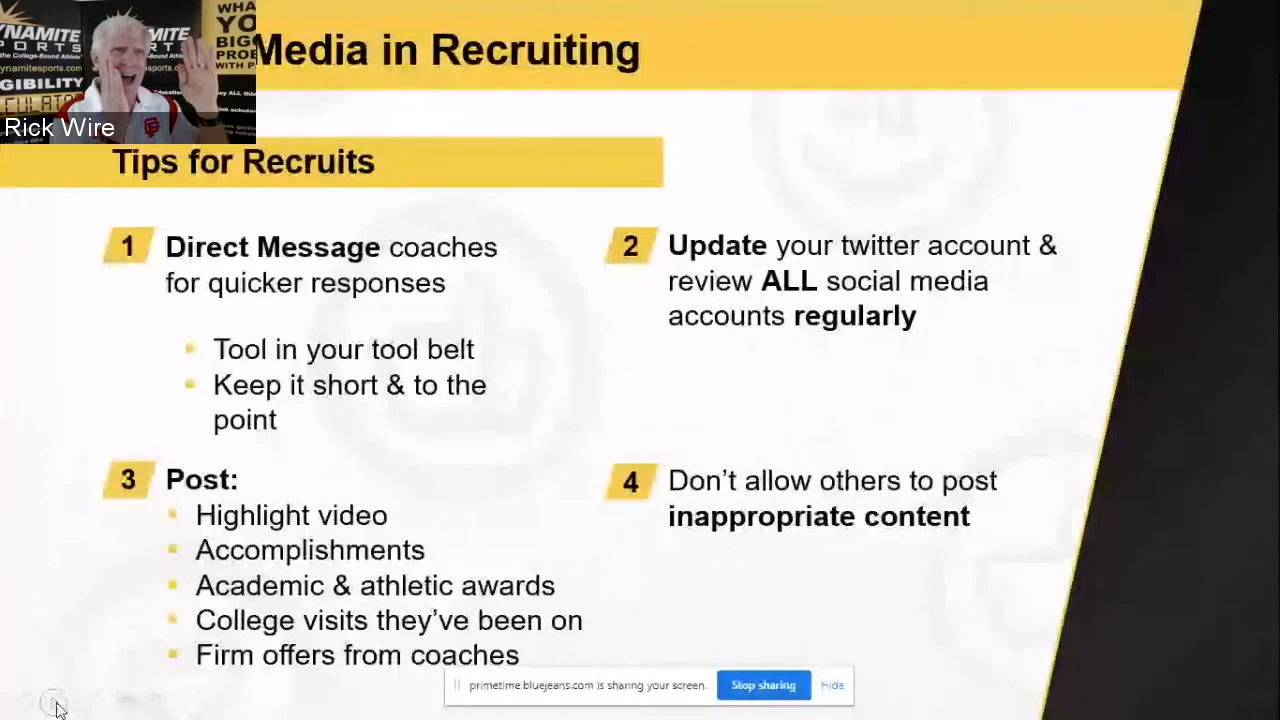 Media in Recruiting
Rick Wire
Tips for Recruits
1 Direct Message coaches
for quicker responses
Tool in your tool belt
Keep it short & to the
point
2 Update your twitter account &
review ALL social media
accounts regularly
3 Post:
Highlight video
Accomplishments
Academic & athletic awards
College visits they’ve been on
Firm offers from coaches
4 Don’t allow others to post
inappropriate content
primetime.bluejeans.com is sharing your screen.
Stop sharing
Hide